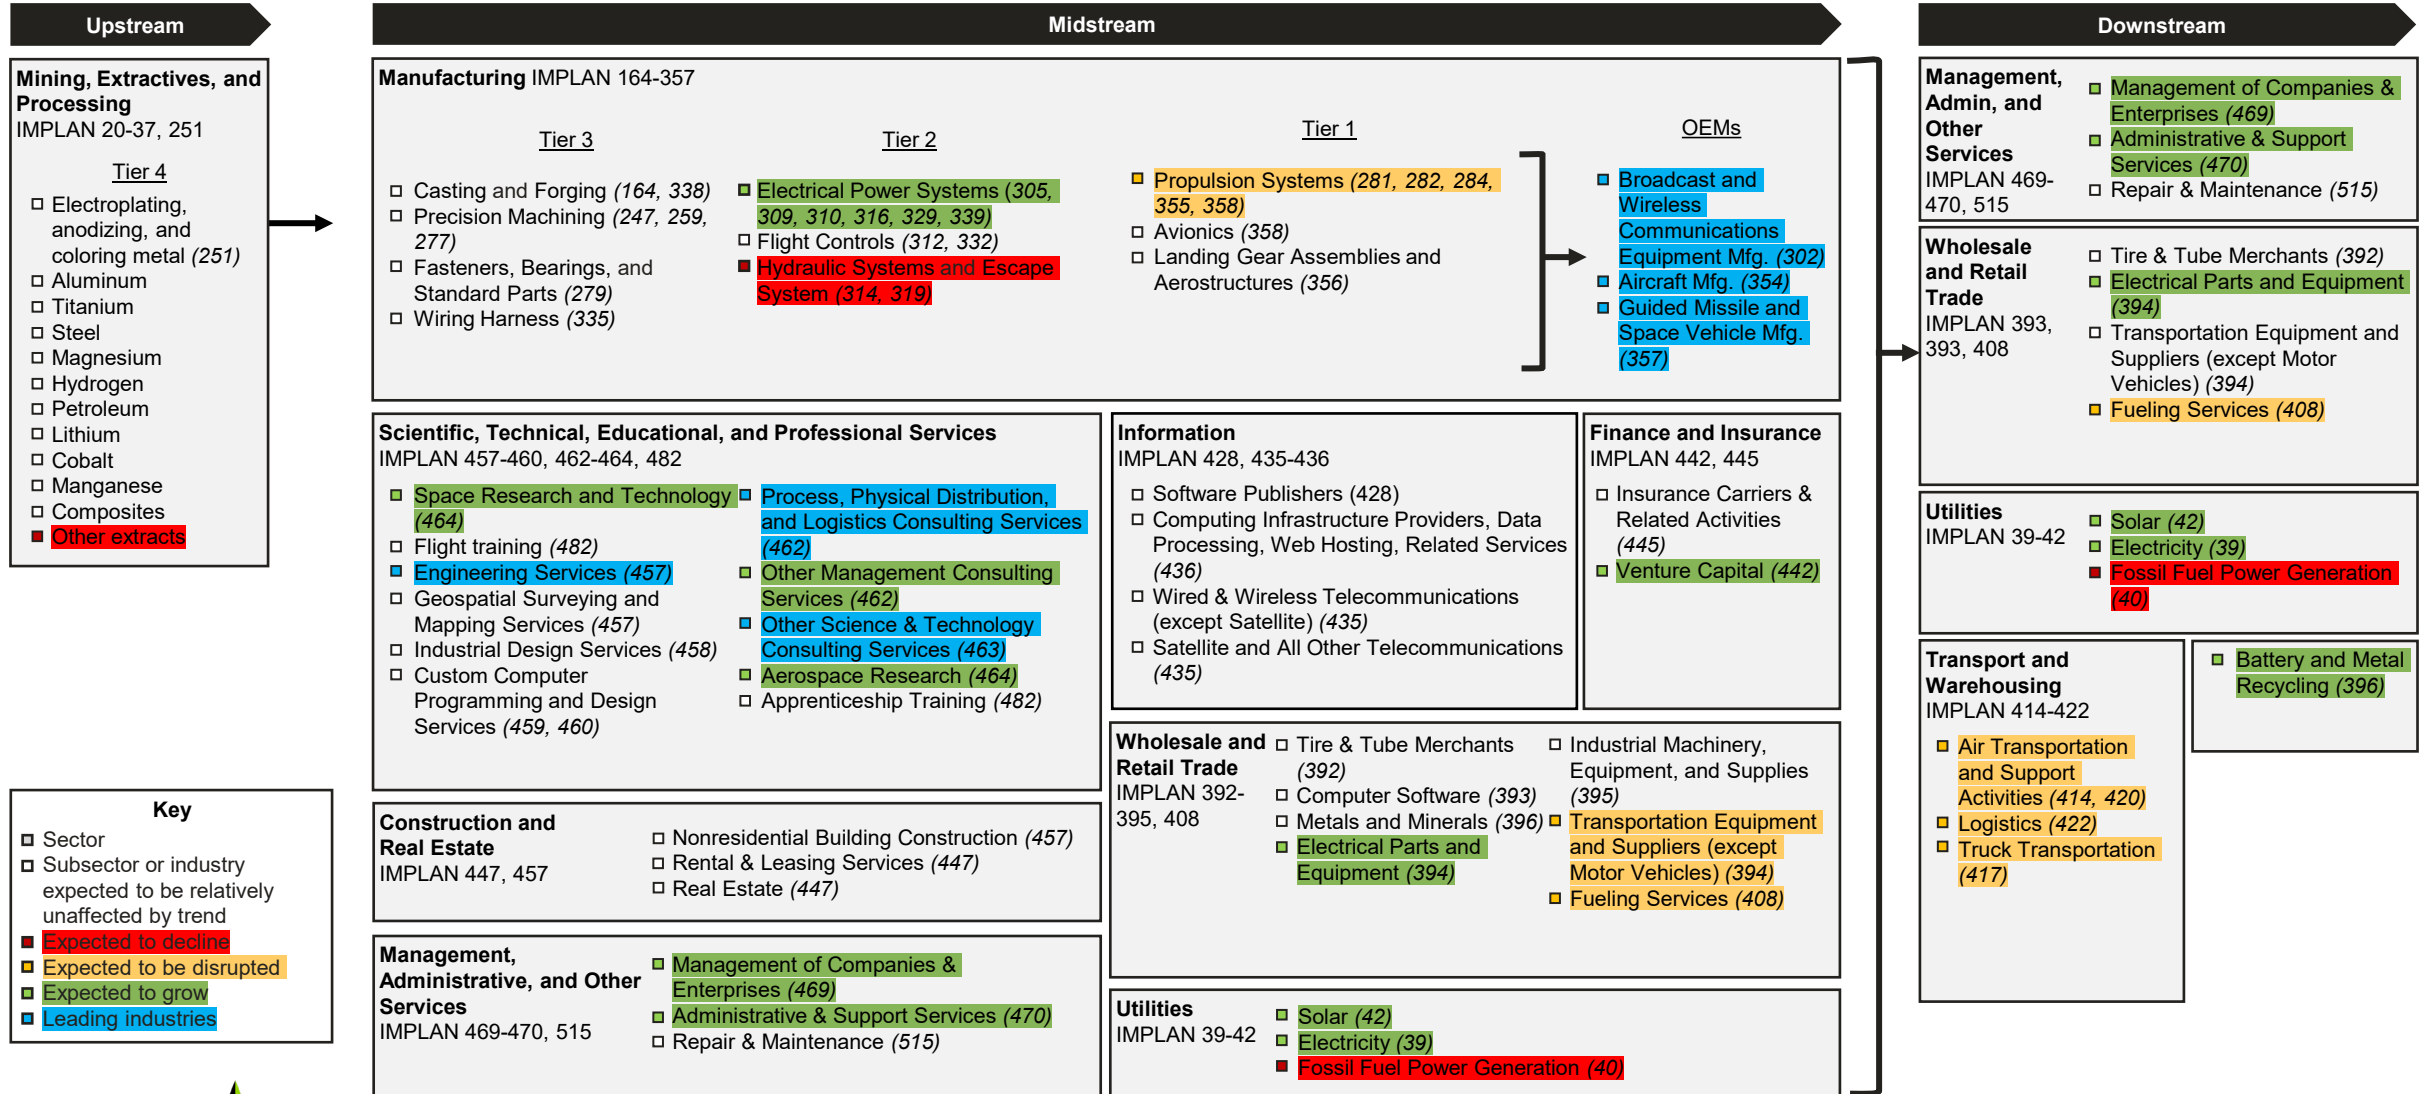 Upstream
Midstream
Downstream
Mining, Extractives, and
Processing
IMPLAN 20-37, 251
Tier 4
Electroplating,
anodizing, and
coloring metal (251)
Aluminum
Titanium
Steel
Magnesium
Hydrogen
Petroleum
Lithium
Cobalt
Manganese
Composites
Other extracts
Key
Sector
Subsector or industry
expected to be relatively
unaffected by trend
Expected to decline
Expected to be disrupted
Expected to grow
Leading industries
Manufacturing IMPLAN 164-357
Tier 3
Casting and Forging (164, 338)
Precision Machining (247, 259,
277)
Fasteners, Bearings, and
Standard Parts (279)
Wiring Harness (335)
Tier 2
Electrical Power Systems (305,
309, 310, 316, 329, 339)
Flight Controls (312, 332)
Hydraulic Systems and Escape
System (314, 319)
Tier 1
Propulsion Systems (281, 282, 284,
355, 358)
Avionics (358)
Landing Gear Assemblies and
Aerostructures (356)
OEMs
Broadcast and
Wireless
Communications
Equipment Mfg. (302)
Aircraft Mfg. (354)
Guided Missile and
Space Vehicle Mfg.
(357)
Scientific, Technical, Educational, and Professional Services
IMPLAN 457-460, 462-464, 482
Space Research and Technology
(464)
Flight training (482)
Engineering Services (457)
Geospatial Surveying and
Mapping Services (457)
Industrial Design Services (458)
Custom Computer
Programming and Design
Services (459, 460)
Process, Physical Distribution,
and Logistics Consulting Services
(462)
Other Management Consulting
Services (462)
Other Science & Technology
Consulting Services (463)
Aerospace Research (464)
Apprenticeship Training (482)
Information
IMPLAN 428, 435-436
Software Publishers (428)
Computing Infrastructure Providers, Data
Processing, Web Hosting, Related Services
(436)
Wired & Wireless Telecommunications
(except Satellite) (435)
Satellite and All Other Telecommunications
(435)
Finance and Insurance
IMPLAN 442, 445
Insurance Carriers &
Related Activities
(445)
Venture Capital (442)
Construction and
Real Estate
IMPLAN 447, 457
Nonresidential Building Construction (457)
Rental & Leasing Services (447)
Real Estate (447)
Wholesale and
Retail Trade
IMPLAN 392-
395, 408
Tire & Tube Merchants
(392)
Computer Software (393)
Metals and Minerals (396)
Electrical Parts and
Equipment (394)
Industrial Machinery,
Equipment, and Supplies
(395)
Transportation Equipment
and Suppliers (except
Motor Vehicles) (394)
Fueling Services (408)
Management,
Administrative, and Other
Services
IMPLAN 469-470, 515
Management of Companies &
Enterprises (469)
Administrative & Support Services (470)
Repair & Maintenance (515)
Utilities
IMPLAN 39-42
Solar (42)
Electricity (39)
Fossil Fuel Power Generation (40)
Management,
Admin, and
Other
Services
IMPLAN 469-
470, 515
Management of Companies &
Enterprises (469)
Administrative & Support
Services (470)
Repair & Maintenance (515)
Wholesale
and Retail
Trade
IMPLAN 393,
393, 408
Tire & Tube Merchants (392)
Electrical Parts and Equipment
(394)
Transportation Equipment and
Suppliers (except Motor
Vehicles) (394)
Fueling Services (408)
Utilities
IMPLAN 39-42
Solar (42)
Electricity (39)
Fossil Fuel Power Generation
(40)
Transport and
Warehousing
IMPLAN 414-422
Air Transportation
and Support
Activities (414, 420)
Logistics (422)
Truck Transportation
(417)
Battery and Metal
Recycling (396)